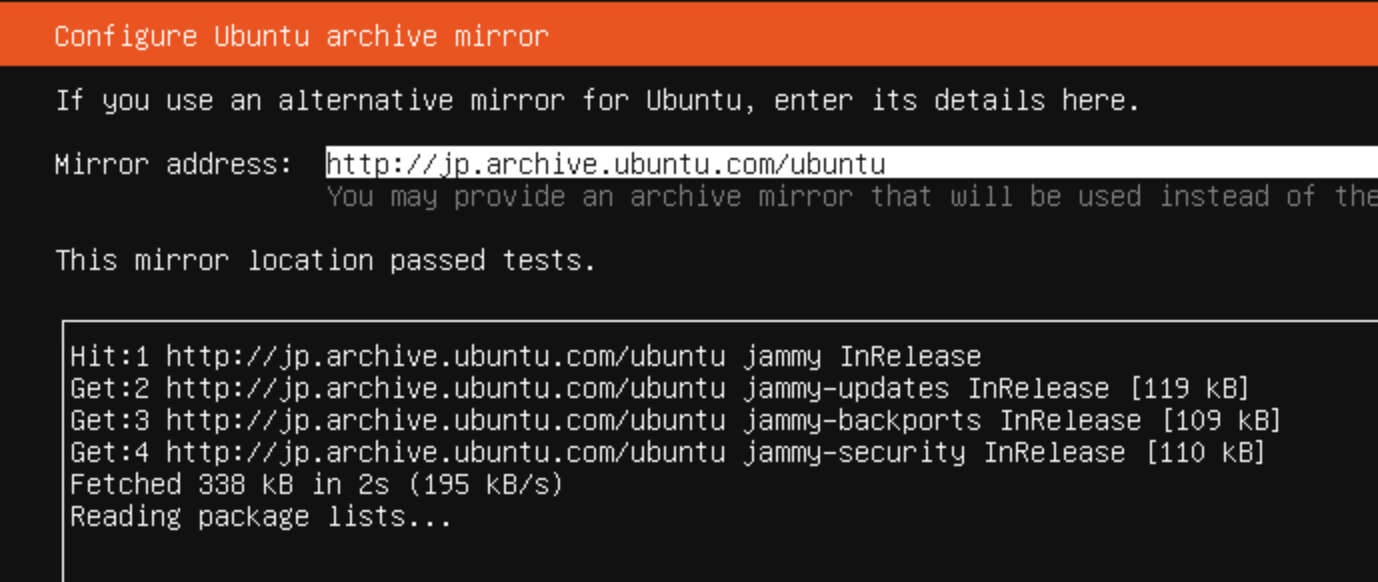 Configure Ubuntu archive mirror
If you use an alternative mirror for Ubuntu, enter its details here.
Mirror address: http://jp.archive.ubuntu.com/ubuntu
You may provide an archive mirror that will be used instead of the
This mirror location passed tests.
Hit:1 http://jp.archive.ubuntu.com/ubuntu jammy InRelease
Get:2 http://jp.archive.ubuntu.com/ubuntu jammy-updates InRelease [119 kB]
Get:3 http://jp.archive.ubuntu.com/ubuntu jammy-backports InRelease [109 kB]
Get:4 http://jp.archive.ubuntu.com/ubuntu jammy-security InRelease [110 kB]
Fetched 338 kB in 2s (195 kB/s)
Reading package lists...